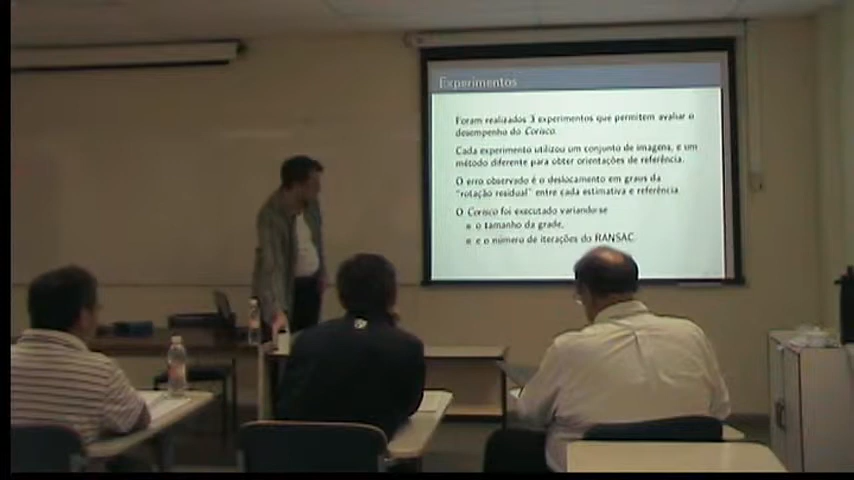 Experimentos
Foram realizados 3 experimentos que permitem avaliar o
desempenho do Corisco.
Cada experimento utilizou um conjunto de imagens, e um
método diferente para obter orientações de referência.
O erro observado é o deslocamento em graus da
"rotação residual" entre cada estimativa e referência.
O Corisco foi executado variando-se
o tamanho da grade,
e o número de iterações do RANSAC.